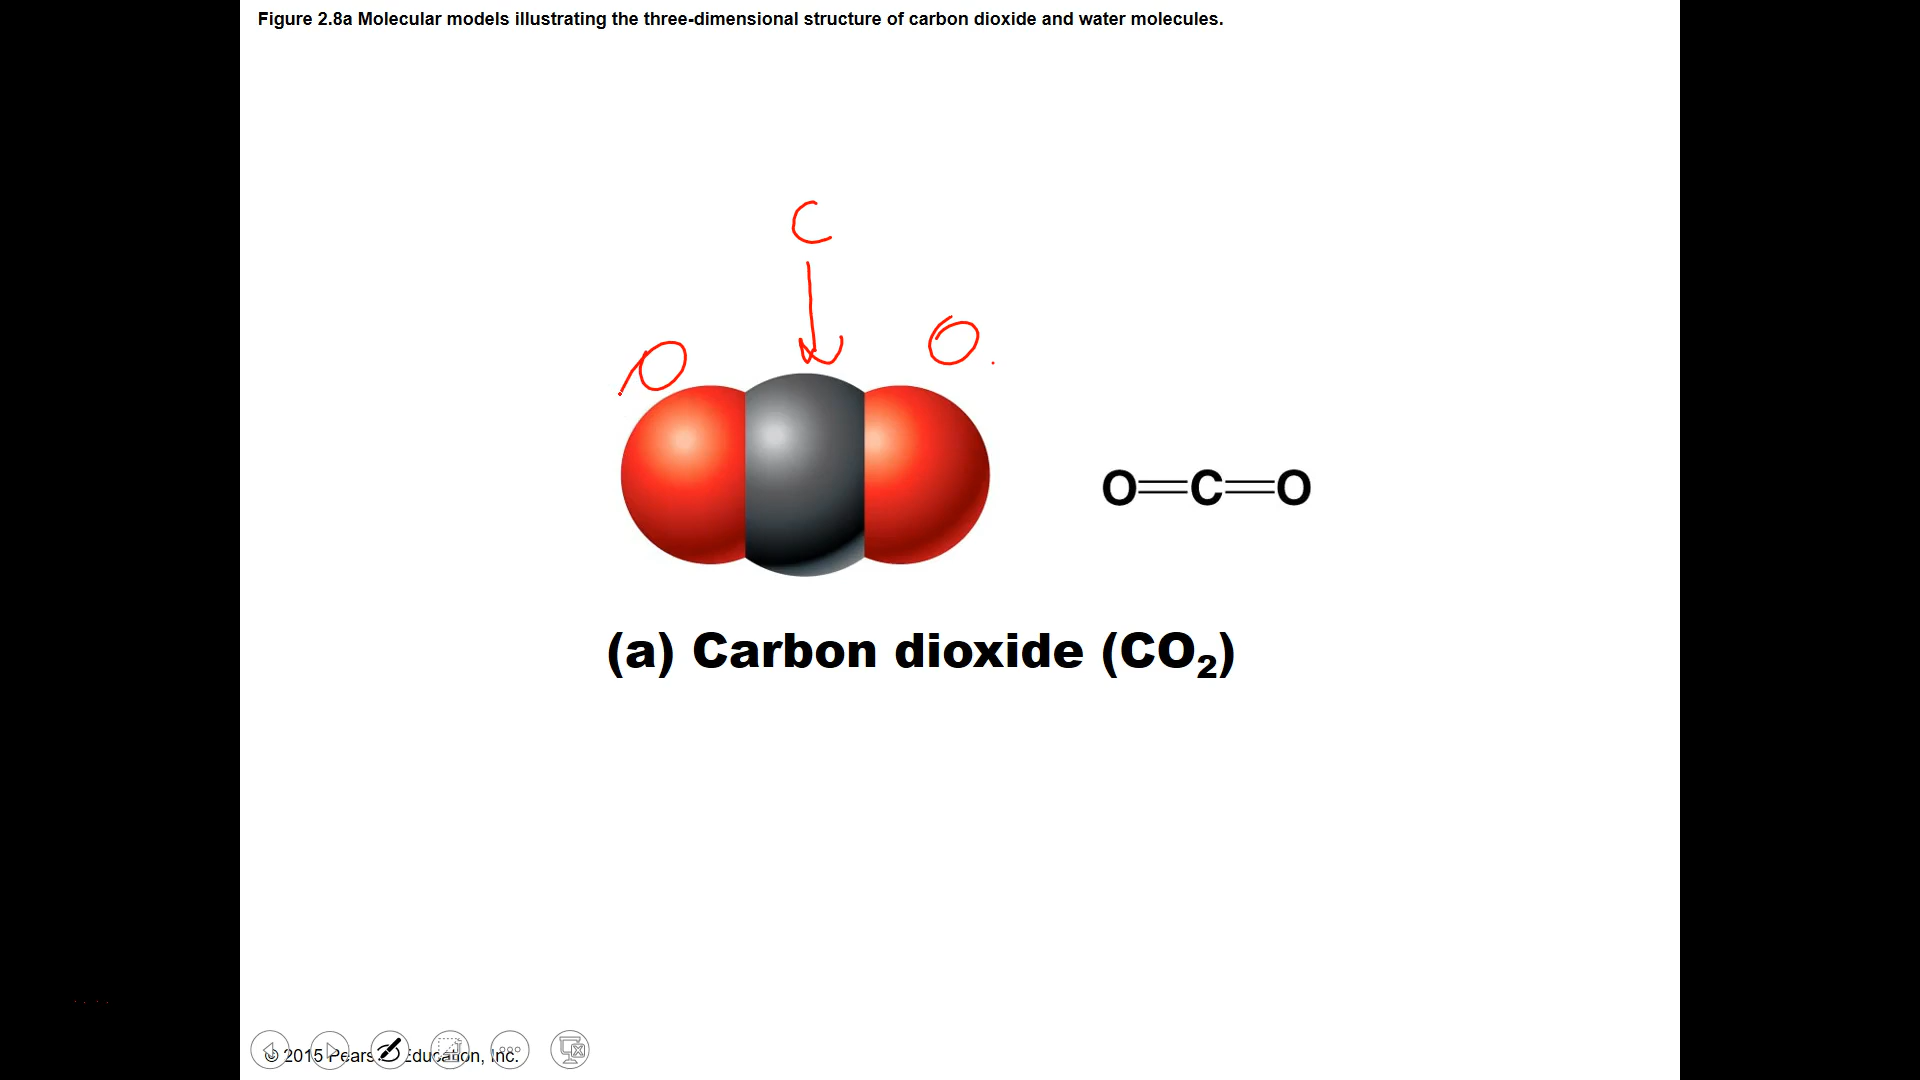 Figure 2.8a Molecular models illustrating the three-dimensional structure of carbon dioxide and water molecules.
C
O O
O=C=O
(a) Carbon dioxide (CO₂)
© 2015 Pearson Education, Inc.